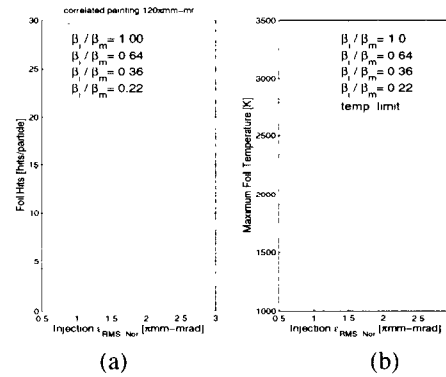 correlated painting 120πmm-mr
30
25
20
15
10
5
0
Foil Hits [hits/particle]
β_i / β_m = 1 00
β_i / β_m = 0 64
β_i / β_m = 0 36
β_i / β_m = 0.22
0 5 1 1 5 2 2 5 3
Injection ε_RMS Nor [πmm-mrad]
(a)
3500
3000
2500
2000
1500
1000
Maximum Foil Temperature [K]
β_i / β_m = 1 0
β_i / β_m = 0 64
β_i / β_m = 0 36
β_i / β_m = 0.22
temp limit
0 5 1 1 5 2 2 5
Injection ε_RMS Nor [πmm-mrad]
(b)